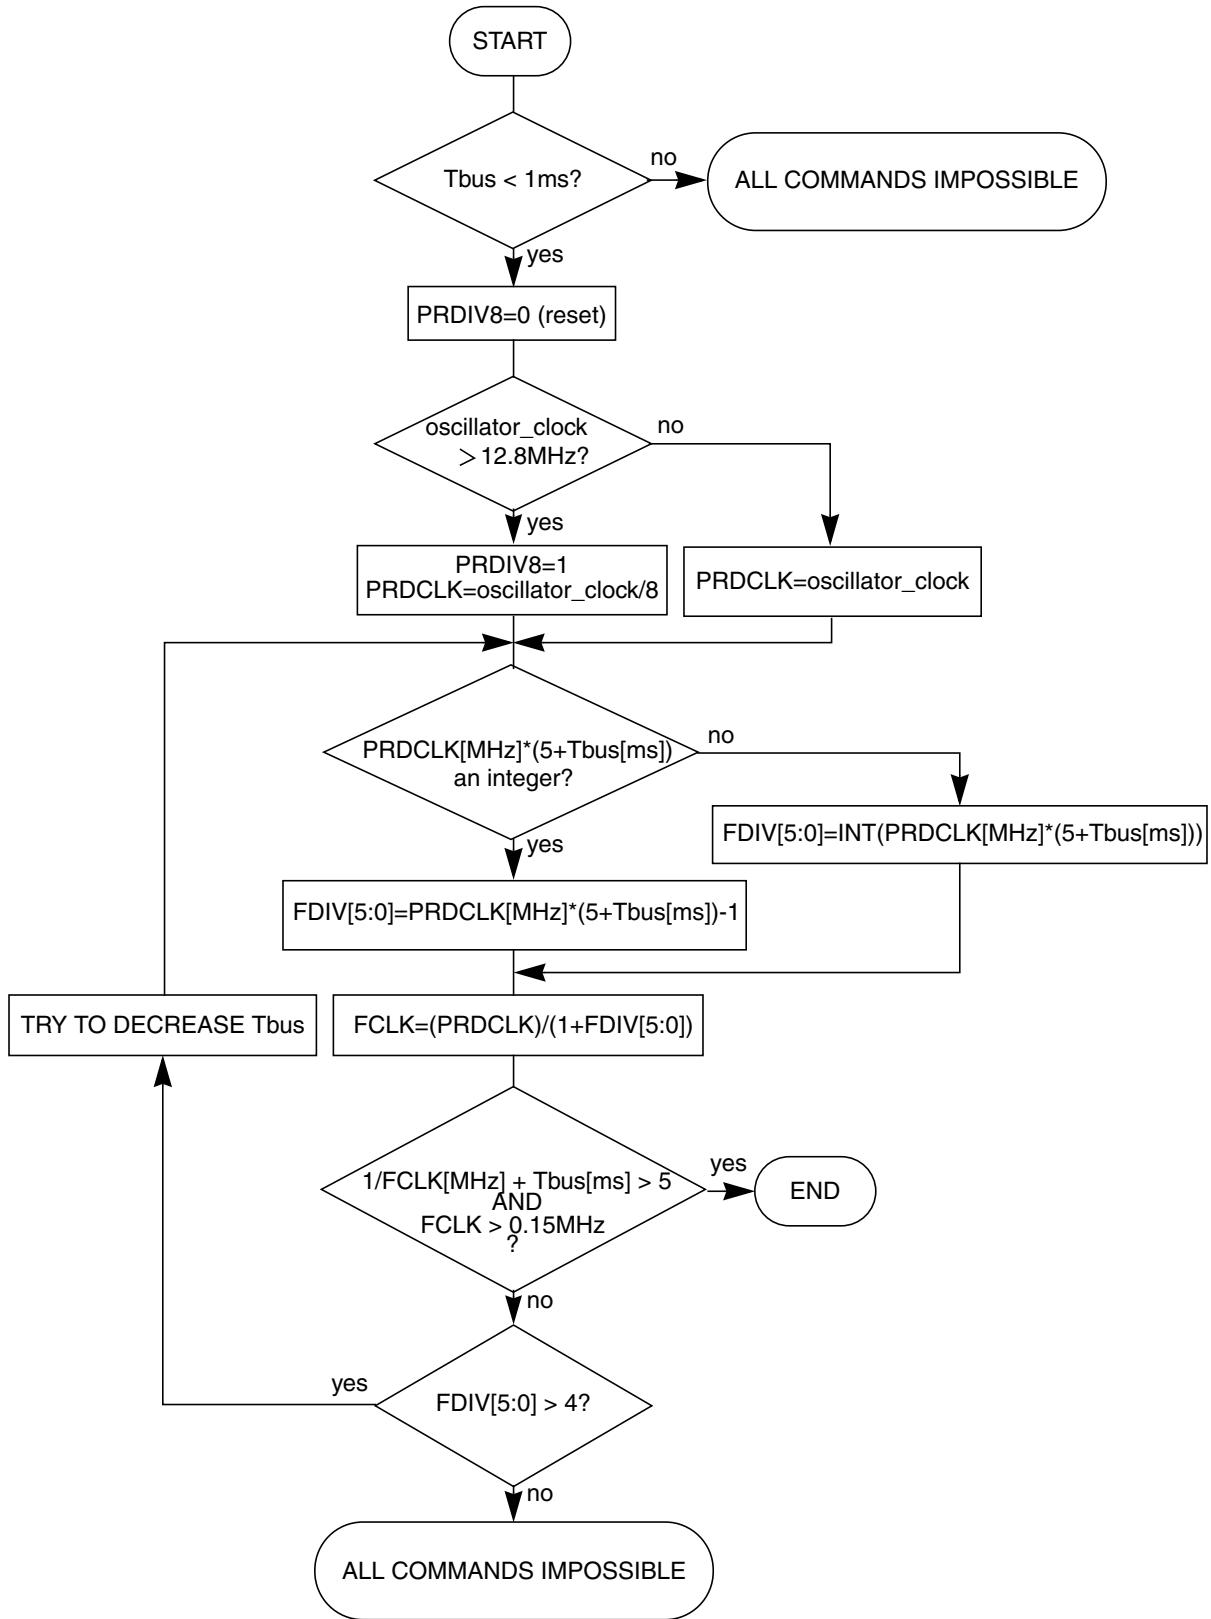 START
Tbus < 1ms?
no
ALL COMMANDS IMPOSSIBLE
yes
PRDIV8=0 (reset)
oscillator_clock
> 12.8MHz?
no
yes
PRDIV8=1
PRDCLK=oscillator_clock/8
PRDCLK=oscillator_clock
PRDCLK[MHz]*(5+Tbus[ms])
an integer?
no
yes
FDIV[5:0]=INT(PRDCLK[MHz]*(5+Tbus[ms]))
FDIV[5:0]=PRDCLK[MHz]*(5+Tbus[ms])-1
TRY TO DECREASE Tbus
FCLK=(PRDCLK)/(1+FDIV[5:0])
1/FCLK[MHz] + Tbus[ms] > 5
AND
FCLK > 0.15MHz
?
yes
END
no
FDIV[5:0] > 4?
yes
no
ALL COMMANDS IMPOSSIBLE